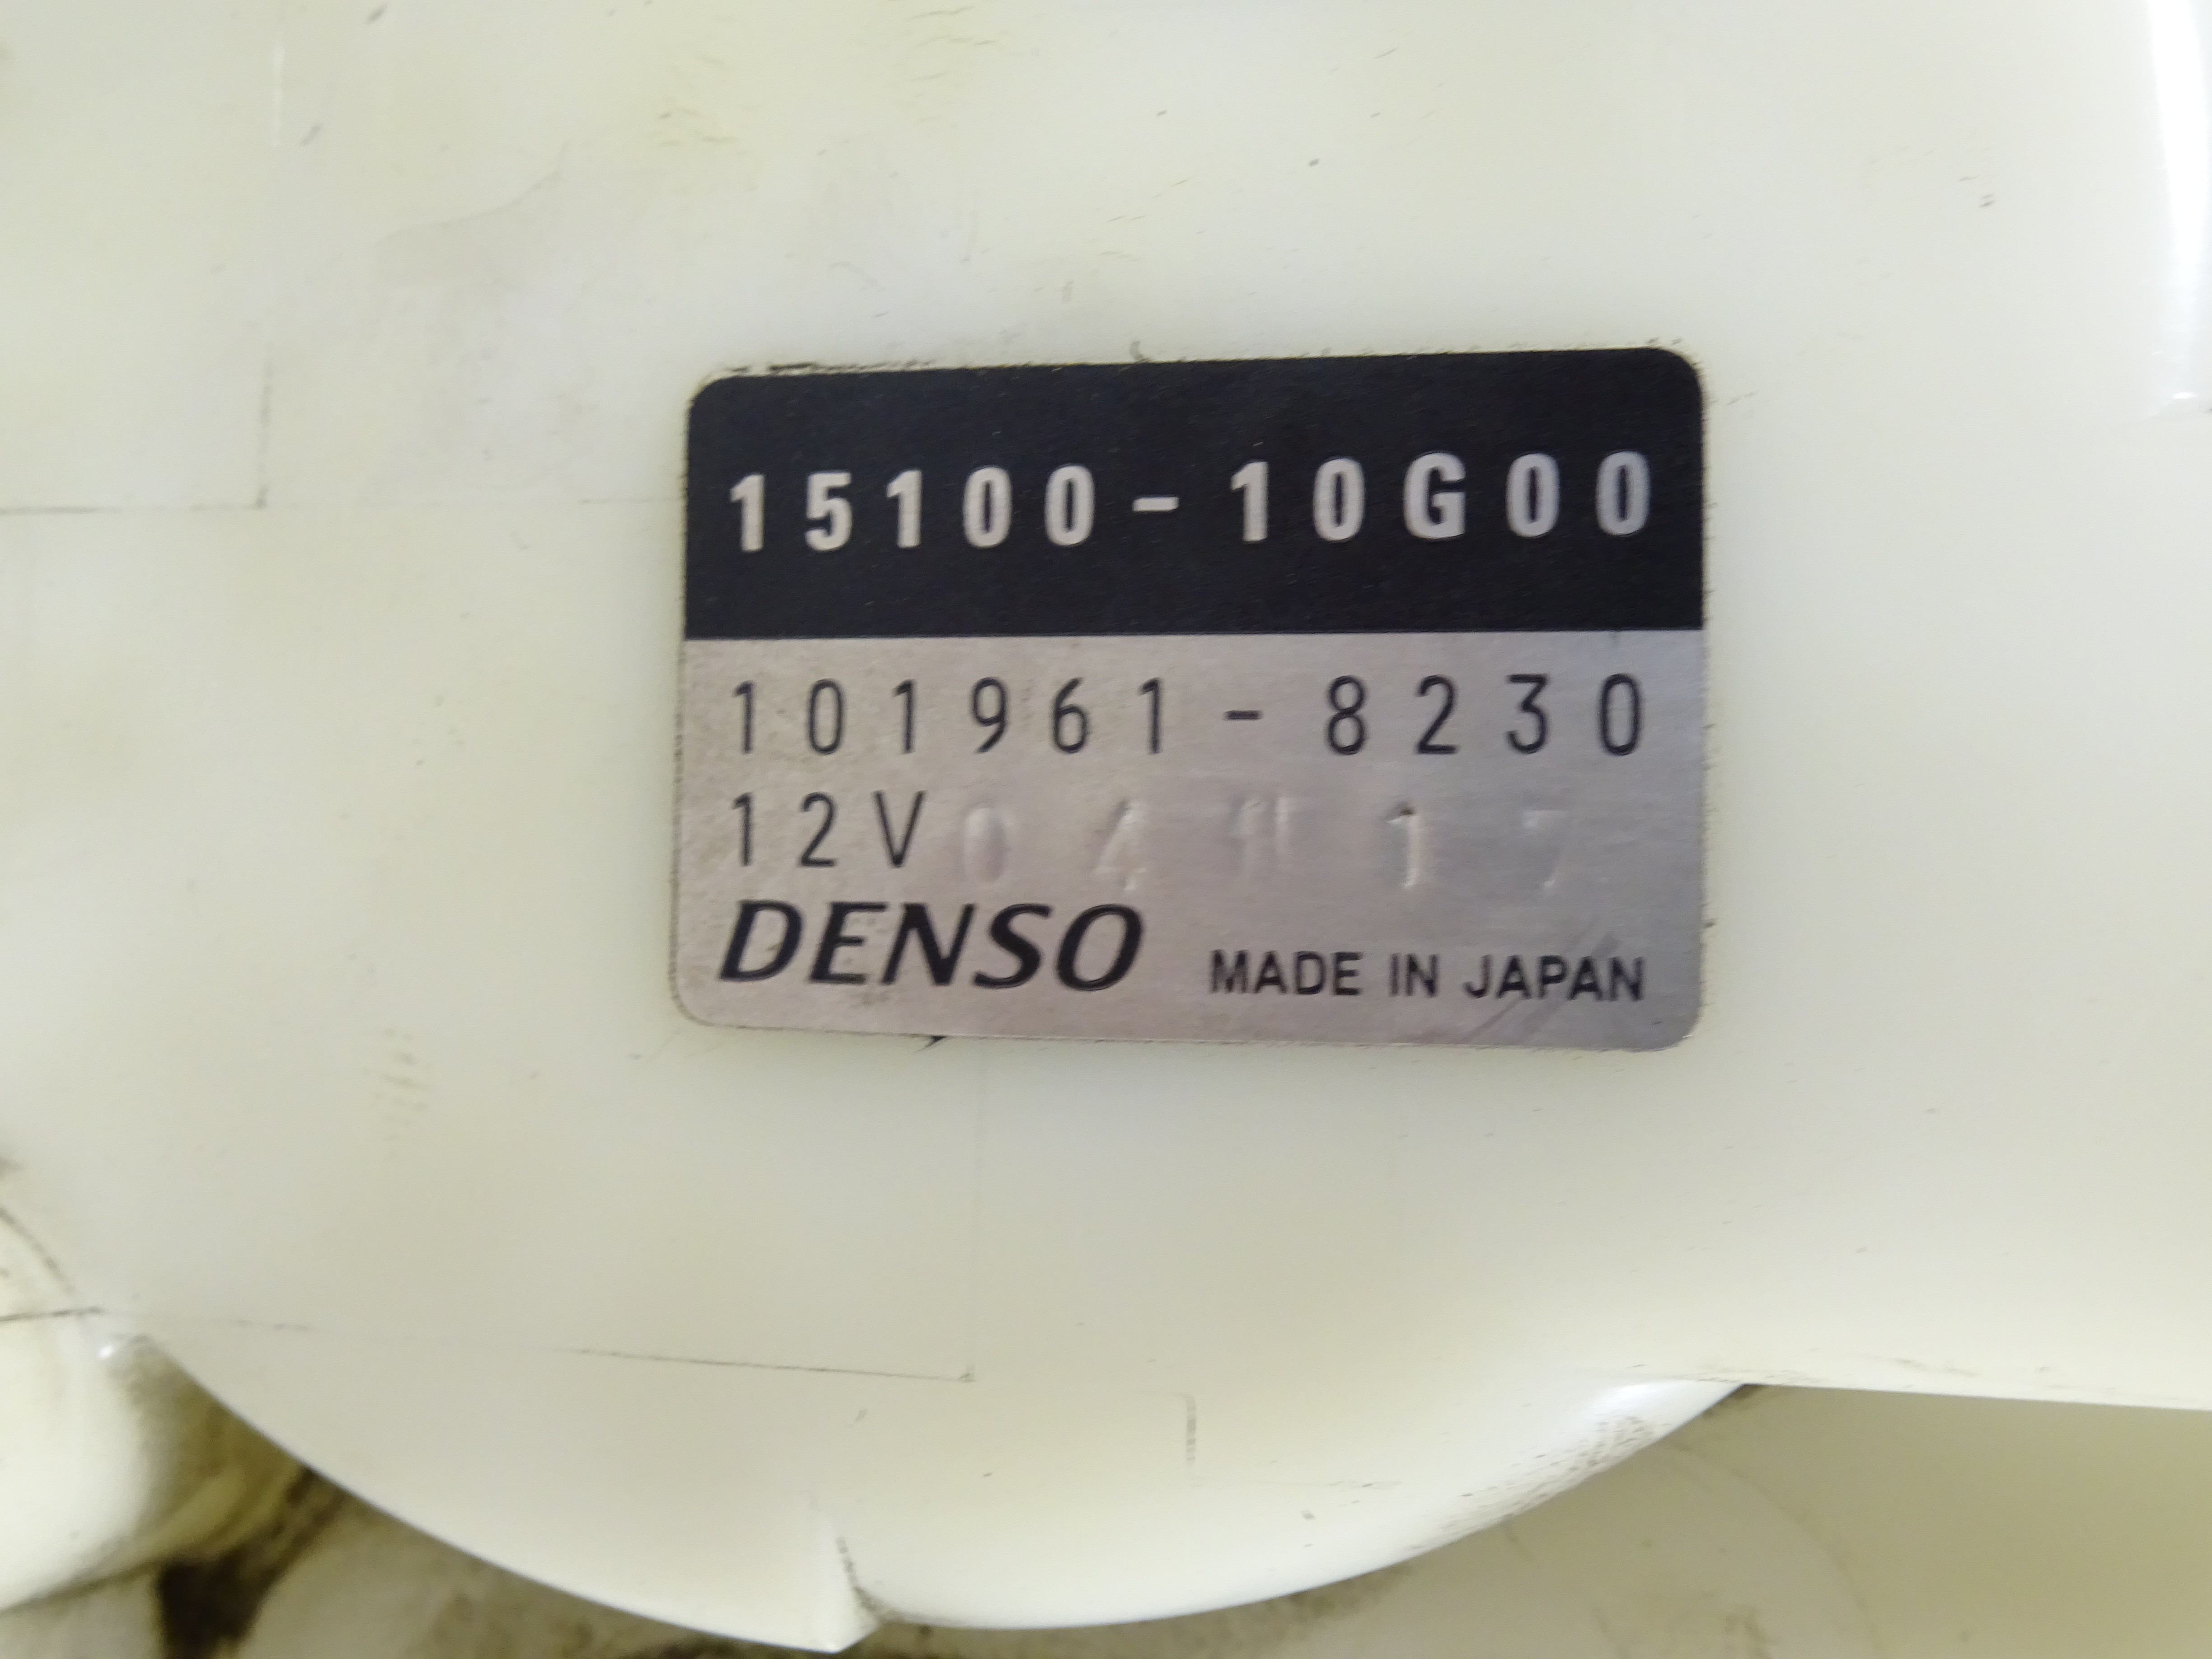 15100-10G00
101961-8230
12V
DENSO MADE IN JAPAN